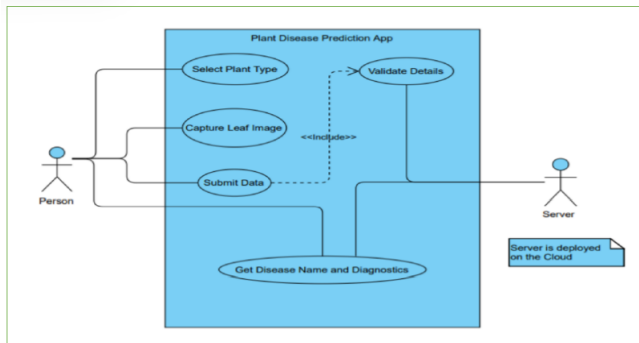 Plant Disease Prediction App
Select Plant Type
Validate Details
Capture Leaf Image
<<Include>>
Submit Data
Person
Server
Server is deployed
on the Cloud
Get Disease Name and Diagnostics